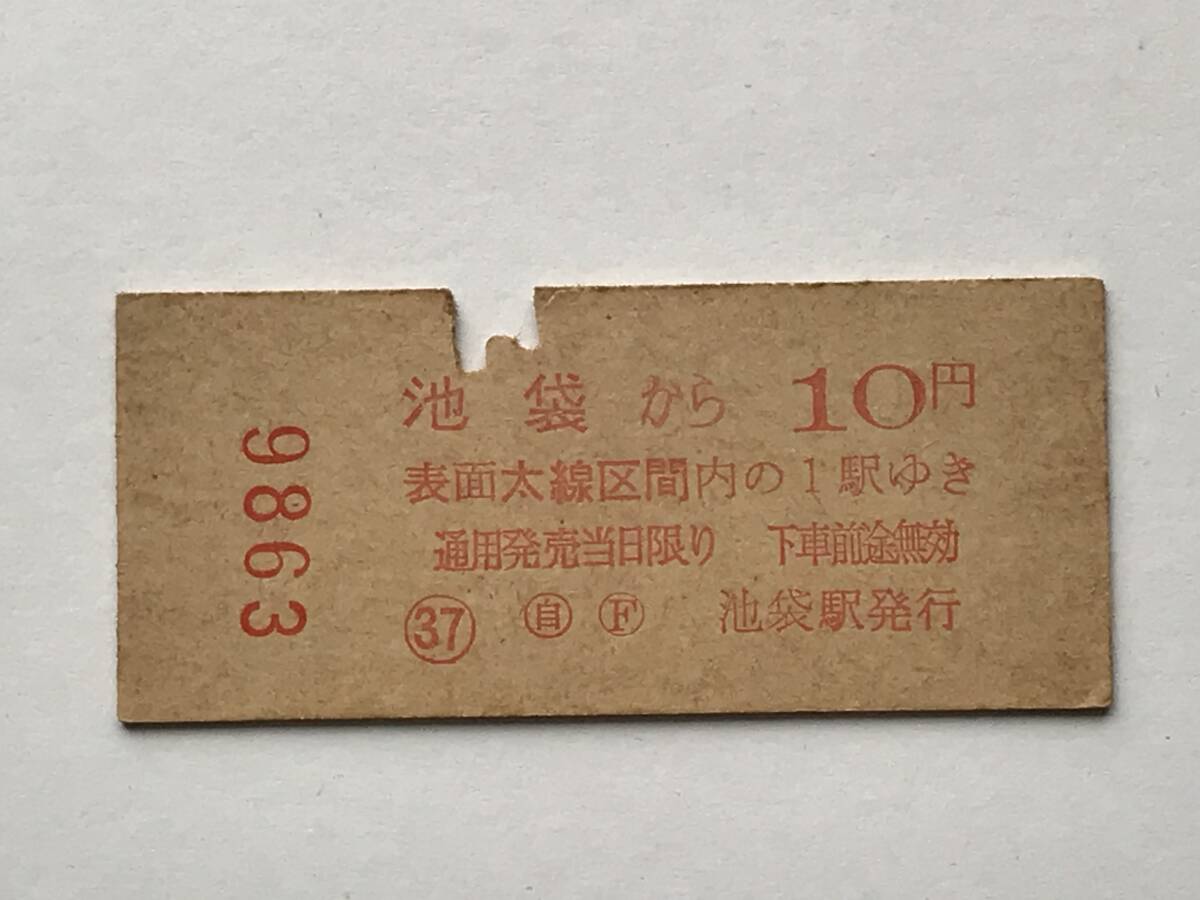 池袋から 10円
表面太線区間内の1駅ゆき
通用発売当日限り 下車前途無効
㊲ 自 Ⓕ 池袋駅発行
9863